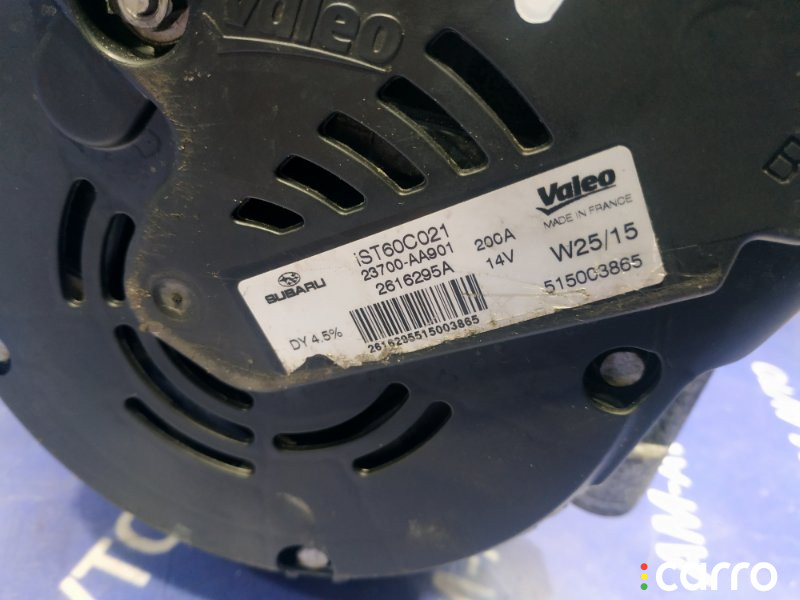 Valeo
Valeo
MADE IN FRANCE
iST60C021
23700-AA901
2616295A
200A
14V
W25/15
515003865
SUBARU
DY 4.5%
2616295515003865
carro